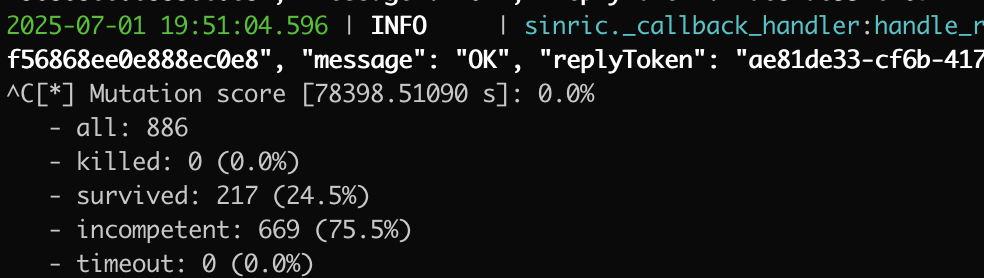 2025-07-01 19:51:04.596 | INFO     | sinric._callback_handler:handle_r
f56868ee0e888ec0e8", "message": "OK", "replyToken": "ae81de33-cf6b-417
^C[*] Mutation score [78398.51090 s]: 0.0%
   - all: 886
   - killed: 0 (0.0%)
   - survived: 217 (24.5%)
   - incompetent: 669 (75.5%)
   - timeout: 0 (0.0%)